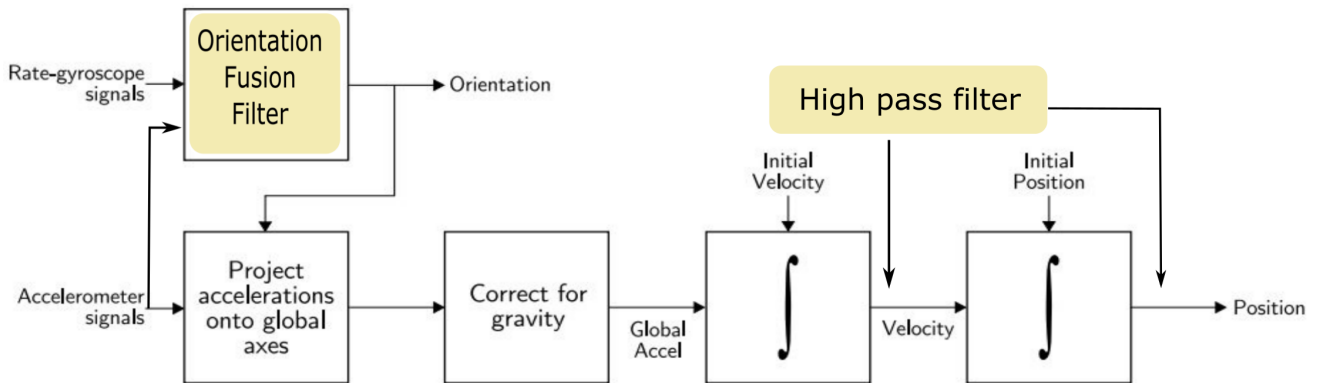 Orientation
Fusion
Filter
Rate-gyroscope
signals
Orientation
High pass filter
Initial
Velocity
Initial
Position
Accelerometer
signals
Project
accelerations
onto global
axes
Correct for
gravity
Global
Accel
∫
Velocity
∫
Position